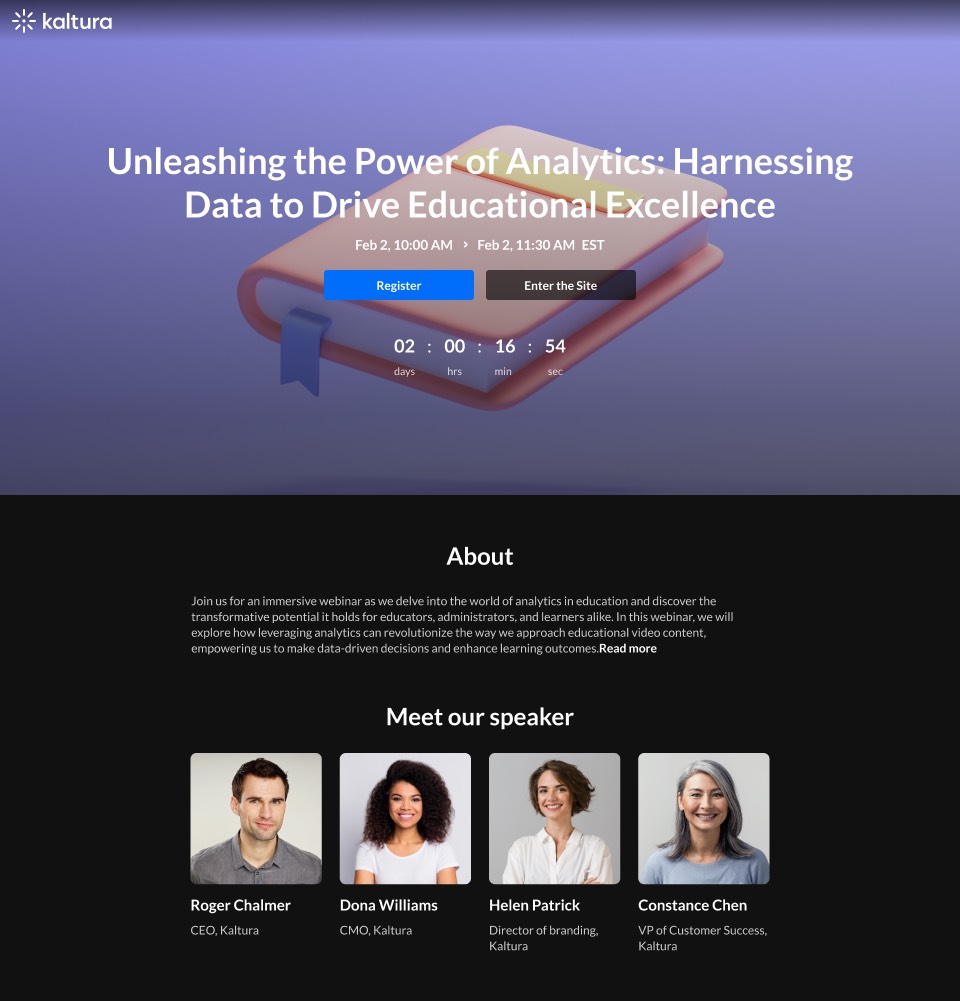 kaltura
Unleashing the Power of Analytics: Harnessing
Data to Drive Educational Excellence
Feb 2, 10:00 AM › Feb 2, 11:30 AM EST
Register Enter the Site
02 : 00 : 16 : 54
days hrs min sec
About
Join us for an immersive webinar as we delve into the world of analytics in education and discover the
transformative potential it holds for educators, administrators, and learners alike. In this webinar, we will
explore how leveraging analytics can revolutionize the way we approach educational video content,
empowering us to make data-driven decisions and enhance learning outcomes.Read more
Meet our speaker
Roger Chalmer Dona Williams Helen Patrick Constance Chen
CEO, Kaltura CMO, Kaltura Director of branding, VP of Customer Success,
Kaltura Kaltura